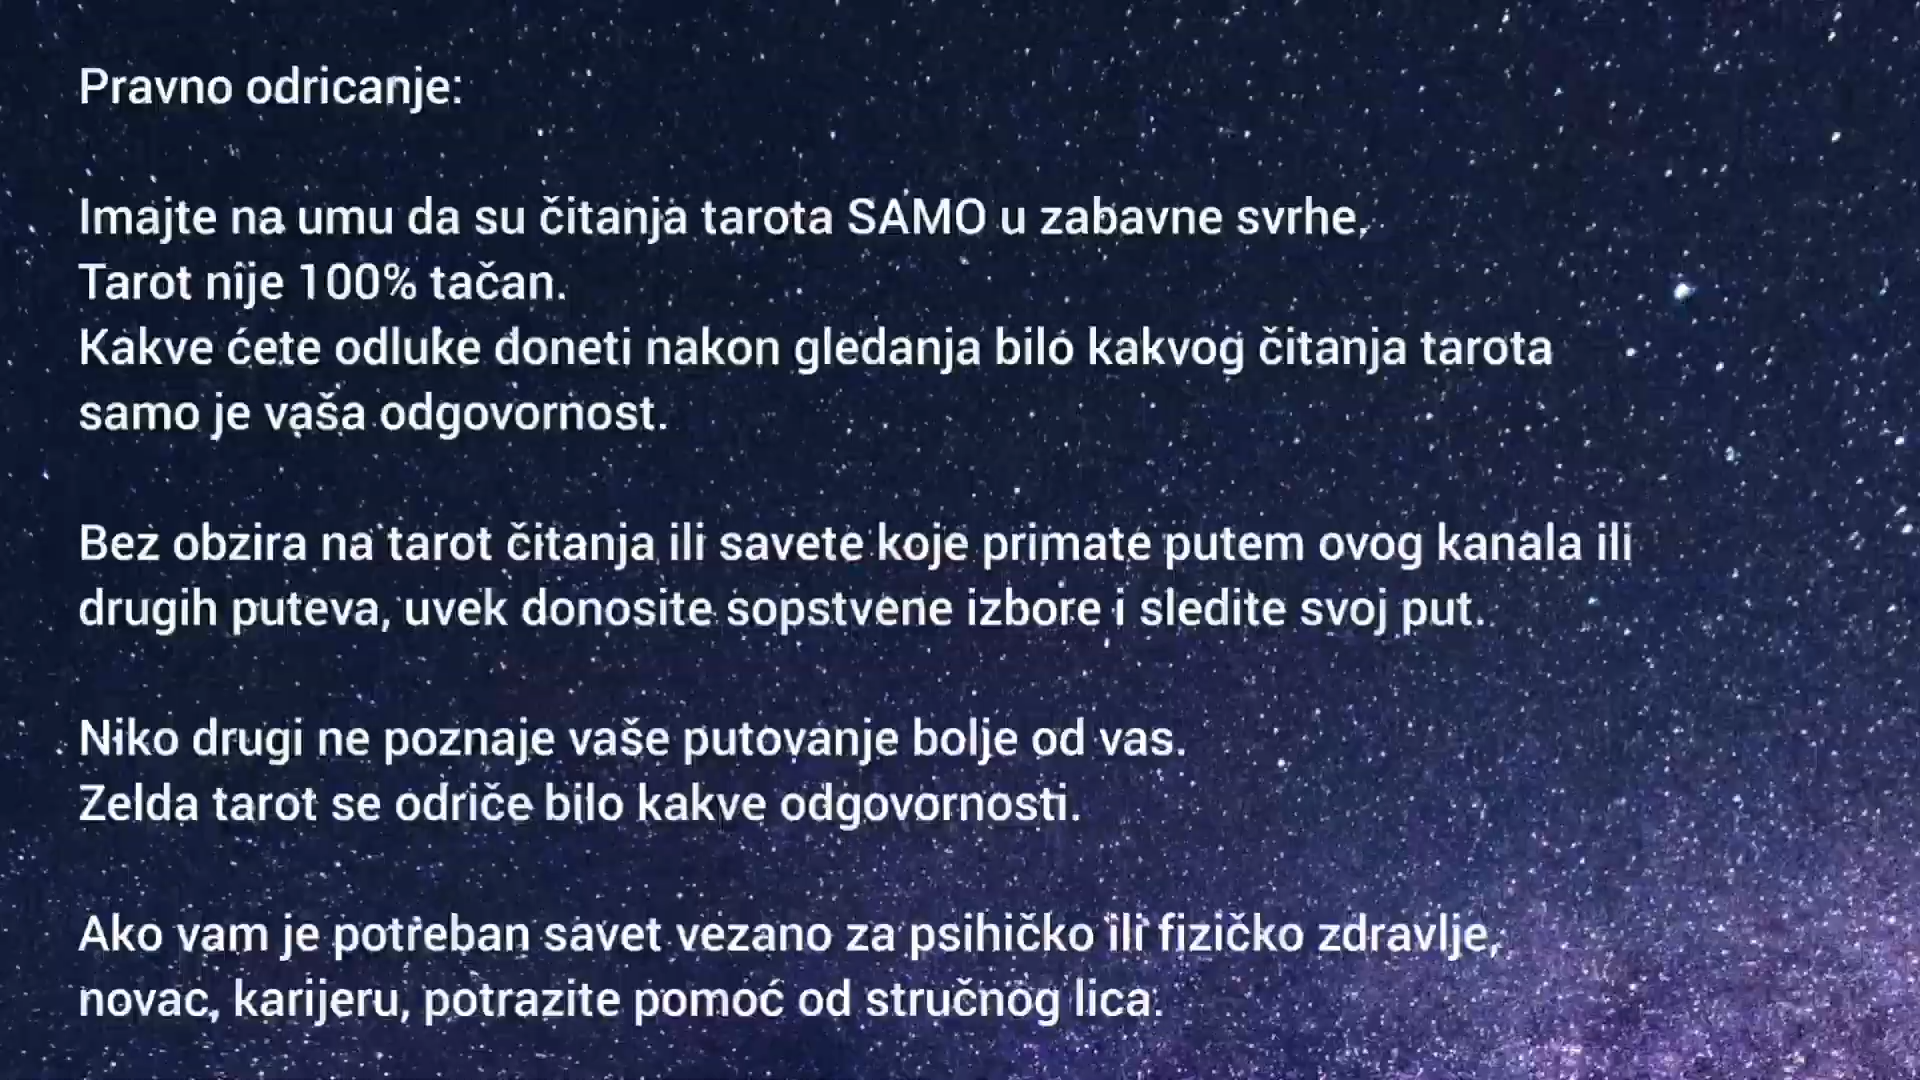 Pravno odricanje:
Imajte na umu da su čitanja tarota SAMO u zabavne svrhe.
Tarot nije 100% tačan.
Kakve ćete odluke doneti nakon gledanja bilo kakvog čitanja tarota
samo je vaša odgovornost.
Bez obzira na tarot čitanja ili savete koje primate putem ovog kanala ili
drugih puteva, uvek donosite sopstvene izbore i sledite svoj put.
Niko drugi ne poznaje vaše putovanje bolje od vas.
Zelda tarot se odriče bilo kakve odgovornosti.
Ako vam je potreban savet vezano za psihičko ili fizičko zdravlje,
novac, karijeru, potrazite pomoć od stručnog lica.